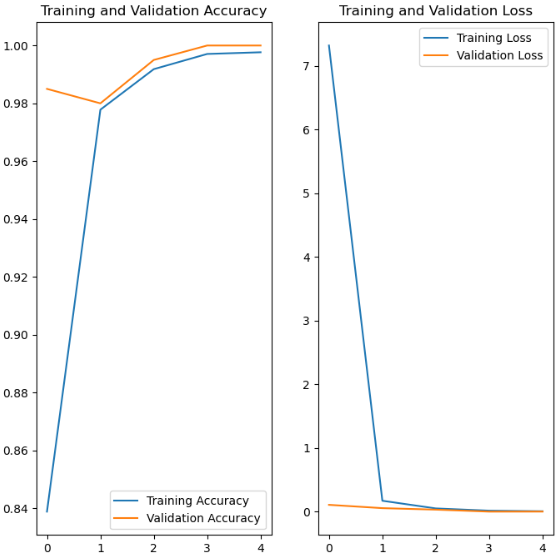 Training and Validation Accuracy
1.00
0.98
0.96
0.94
0.92
0.90
0.88
0.86
0.84
Training Accuracy
Validation Accuracy
0 1 2 3 4
Training and Validation Loss
Training Loss
Validation Loss
7
6
5
4
3
2
1
0
0 1 2 3 4